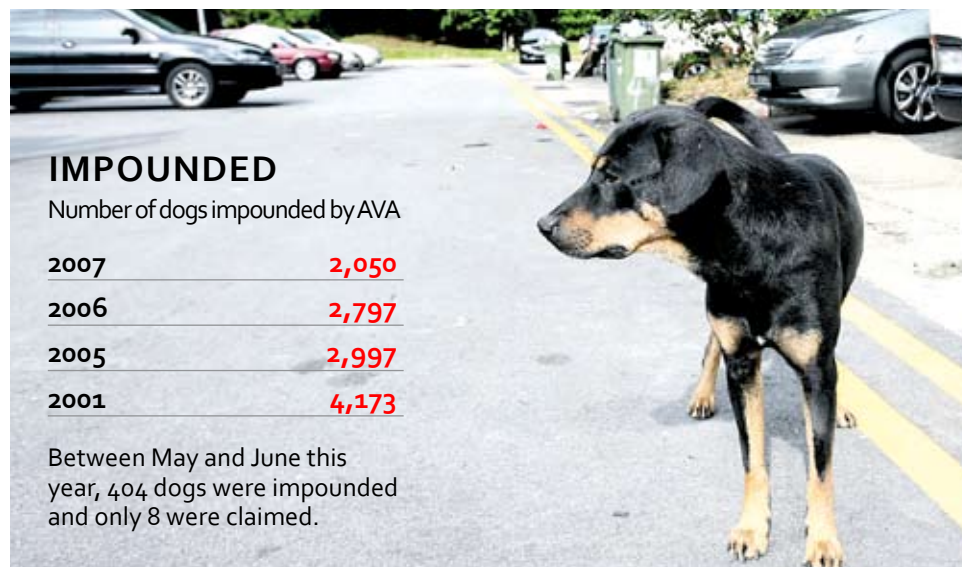 IMPOUNDED
Number of dogs impounded by AVA
2007 2,050
2006 2,797
2005 2,997
2001 4,173
Between May and June this
year, 404 dogs were impounded
and only 8 were claimed.
4